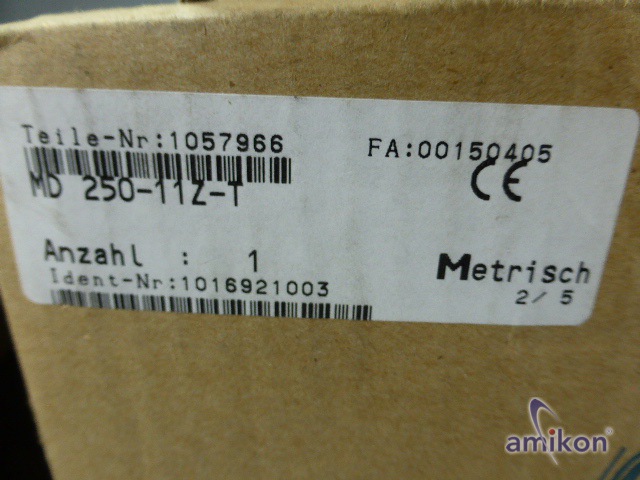 Teile-Nr:1057966
FA:00150405
MD 250-11Z-T
CE
Anzahl : 1
Metrisch
Ident-Nr:1016921003
2/ 5
amikon®